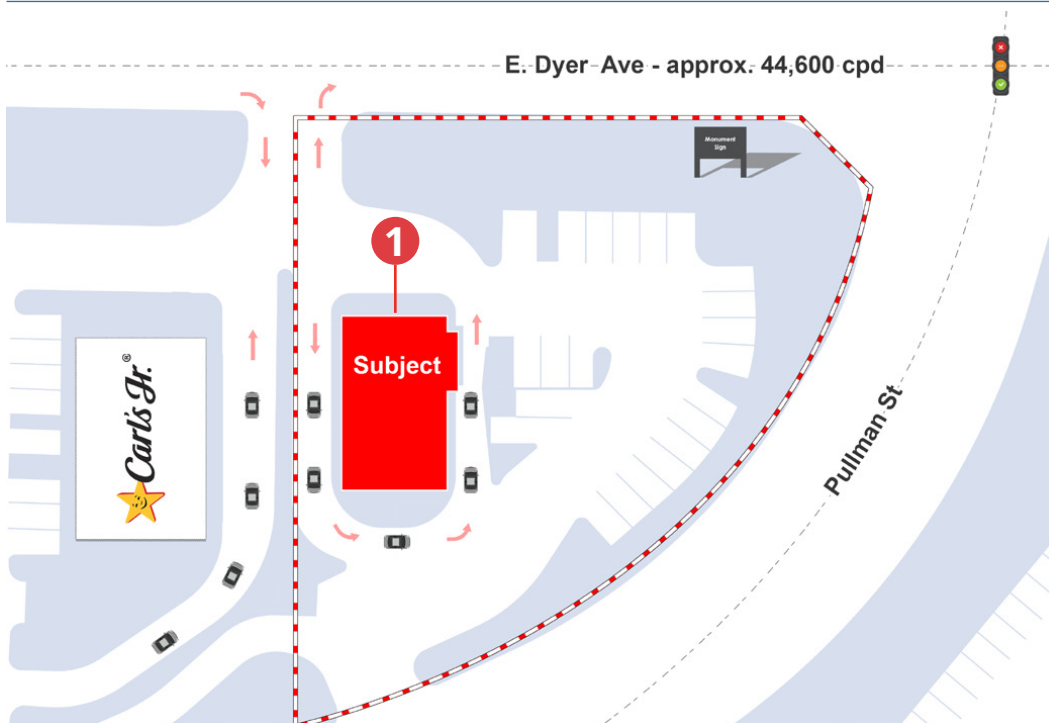 E. Dyer Ave - approx. 44,600 cpd
Monument
Sign
1
Subject
Carl's Jr.®
Pullman St